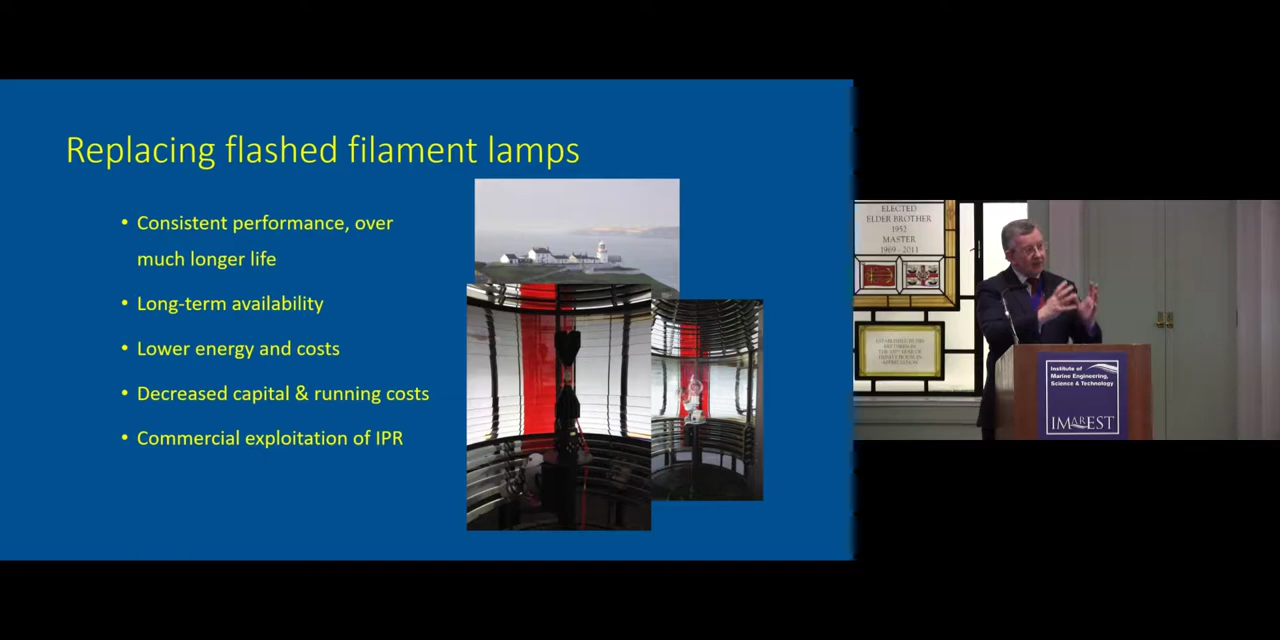 Replacing flashed filament lamps
• Consistent performance, over
much longer life
• Long-term availability
• Lower energy and costs
• Decreased capital & running costs
• Commercial exploitation of IPR
ELECTED
ELDER BROTHER
1952
MASTER
1969 - 2011
Institute of
Marine Engineering,
Science & Technology
IMarEST